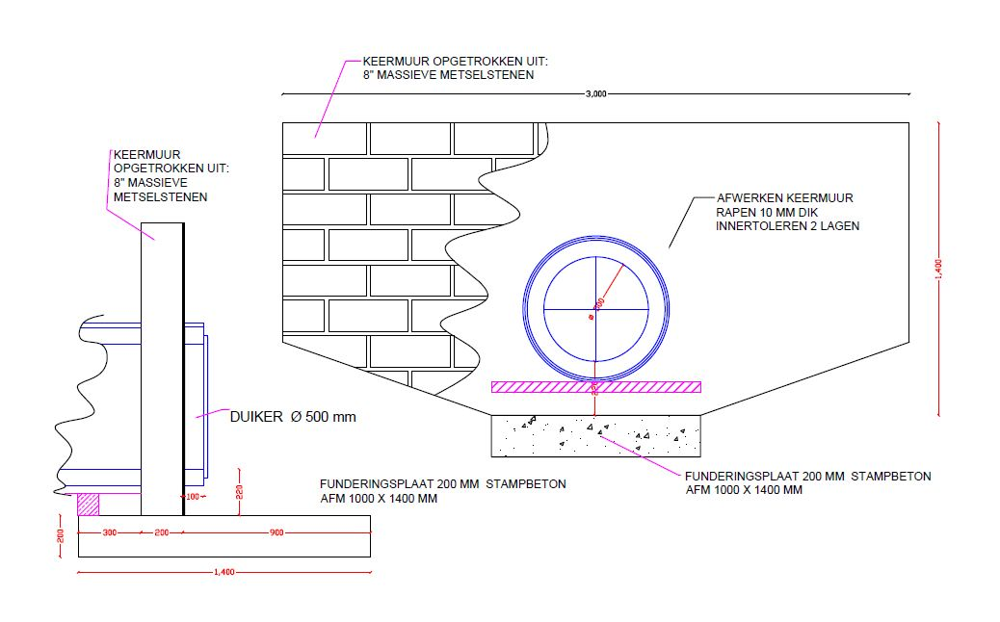 KEERMUUR OPGETROKKEN UIT:
8" MASSIEVE METSELSTENEN
3,000
KEERMUUR
OPGETROKKEN UIT:
8" MASSIEVE
METSELSTENEN
AFWERKEN KEERMUUR
RAPEN 10 MM DIK
INNERTOLEREN 2 LAGEN
1,400
DUIKER Ø 500 mm
FUNDERINGSPLAAT 200 MM STAMPBETON
AFM 1000 X 1400 MM
FUNDERINGSPLAAT 200 MM STAMPBETON
AFM 1000 X 1400 MM
100
220
200
300
200
900
1,400